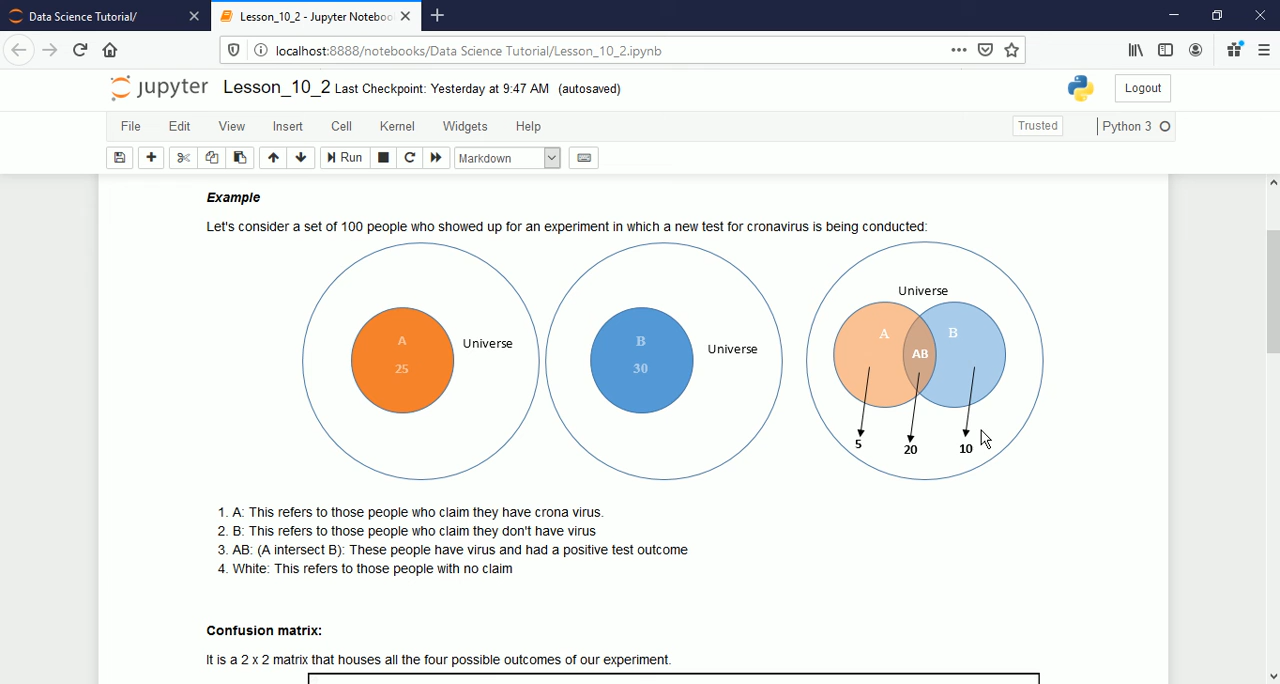 Data Science Tutorial/
Lesson_10_2 - Jupyter Noteboo
localhost:8888/notebooks/Data Science Tutorial/Lesson_10_2.ipynb
jupyter Lesson_10_2 Last Checkpoint: Yesterday at 9:47 AM (autosaved)
Logout
File Edit View Insert Cell Kernel Widgets Help
Trusted
Python 3
Run
Markdown
Example
Let's consider a set of 100 people who showed up for an experiment in which a new test for cronavirus is being conducted:
A
25
Universe
B
30
Universe
Universe
A
B
AB
5
20
10
1. A: This refers to those people who claim they have crona virus.
2. B: This refers to those people who claim they don't have virus
3. AB: (A intersect B): These people have virus and had a positive test outcome
4. White: This refers to those people with no claim
Confusion matrix:
It is a 2 x 2 matrix that houses all the four possible outcomes of our experiment.